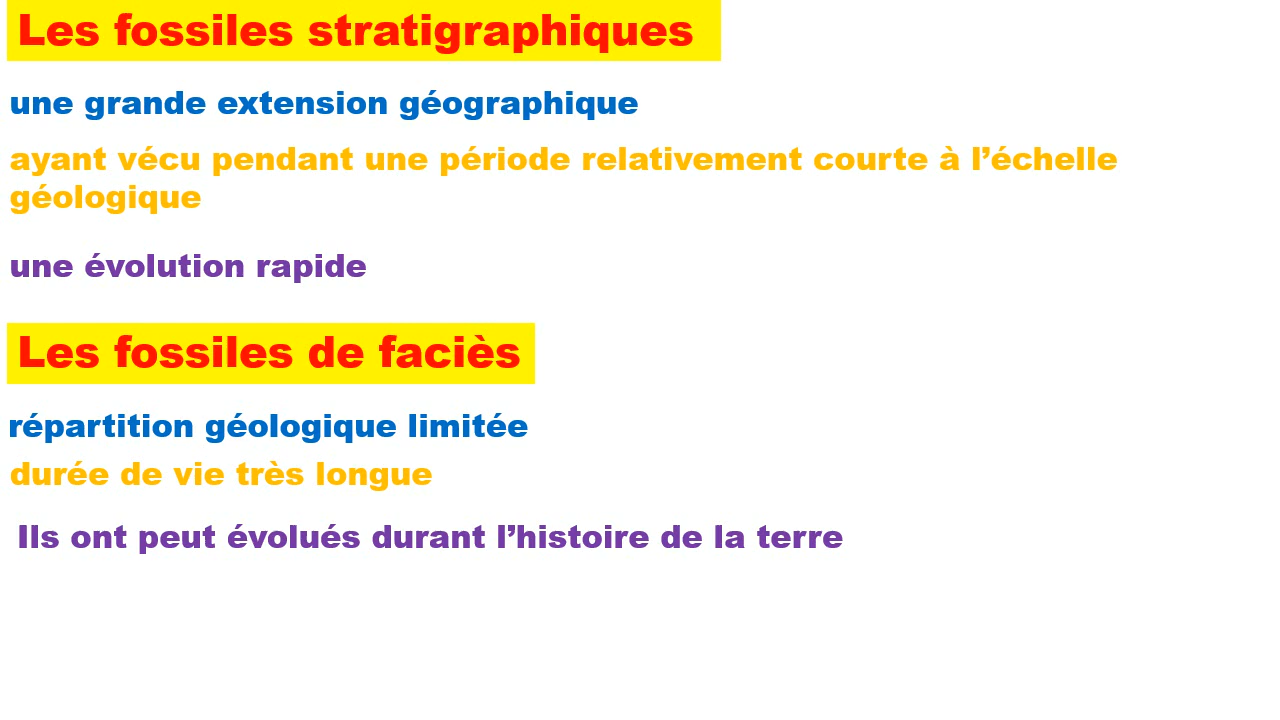 Les fossiles stratigraphiques
une grande extension géographique
ayant vécu pendant une période relativement courte à l’échelle
géologique
une évolution rapide
Les fossiles de faciès
répartition géologique limitée
durée de vie très longue
Ils ont peut évolués durant l’histoire de la terre